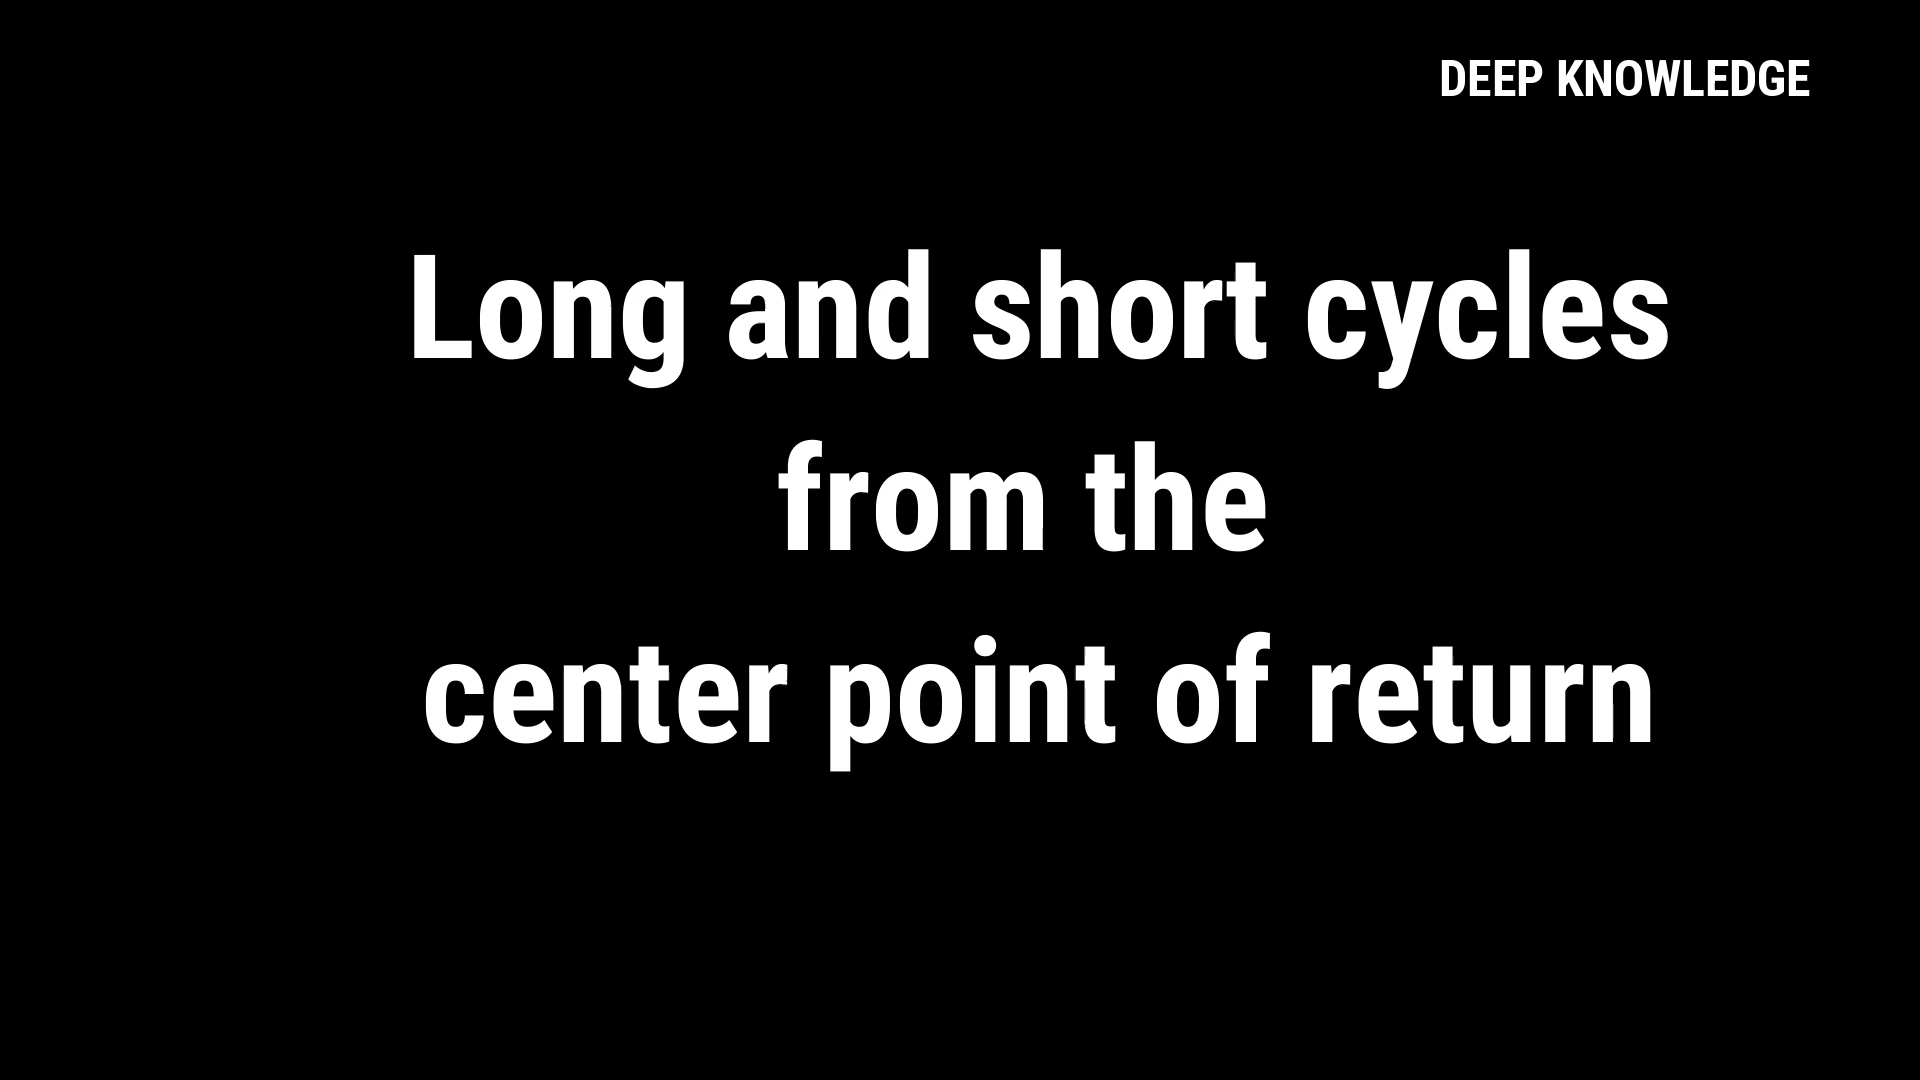 DEEP KNOWLEDGE
Long and short cycles
from the
center point of return